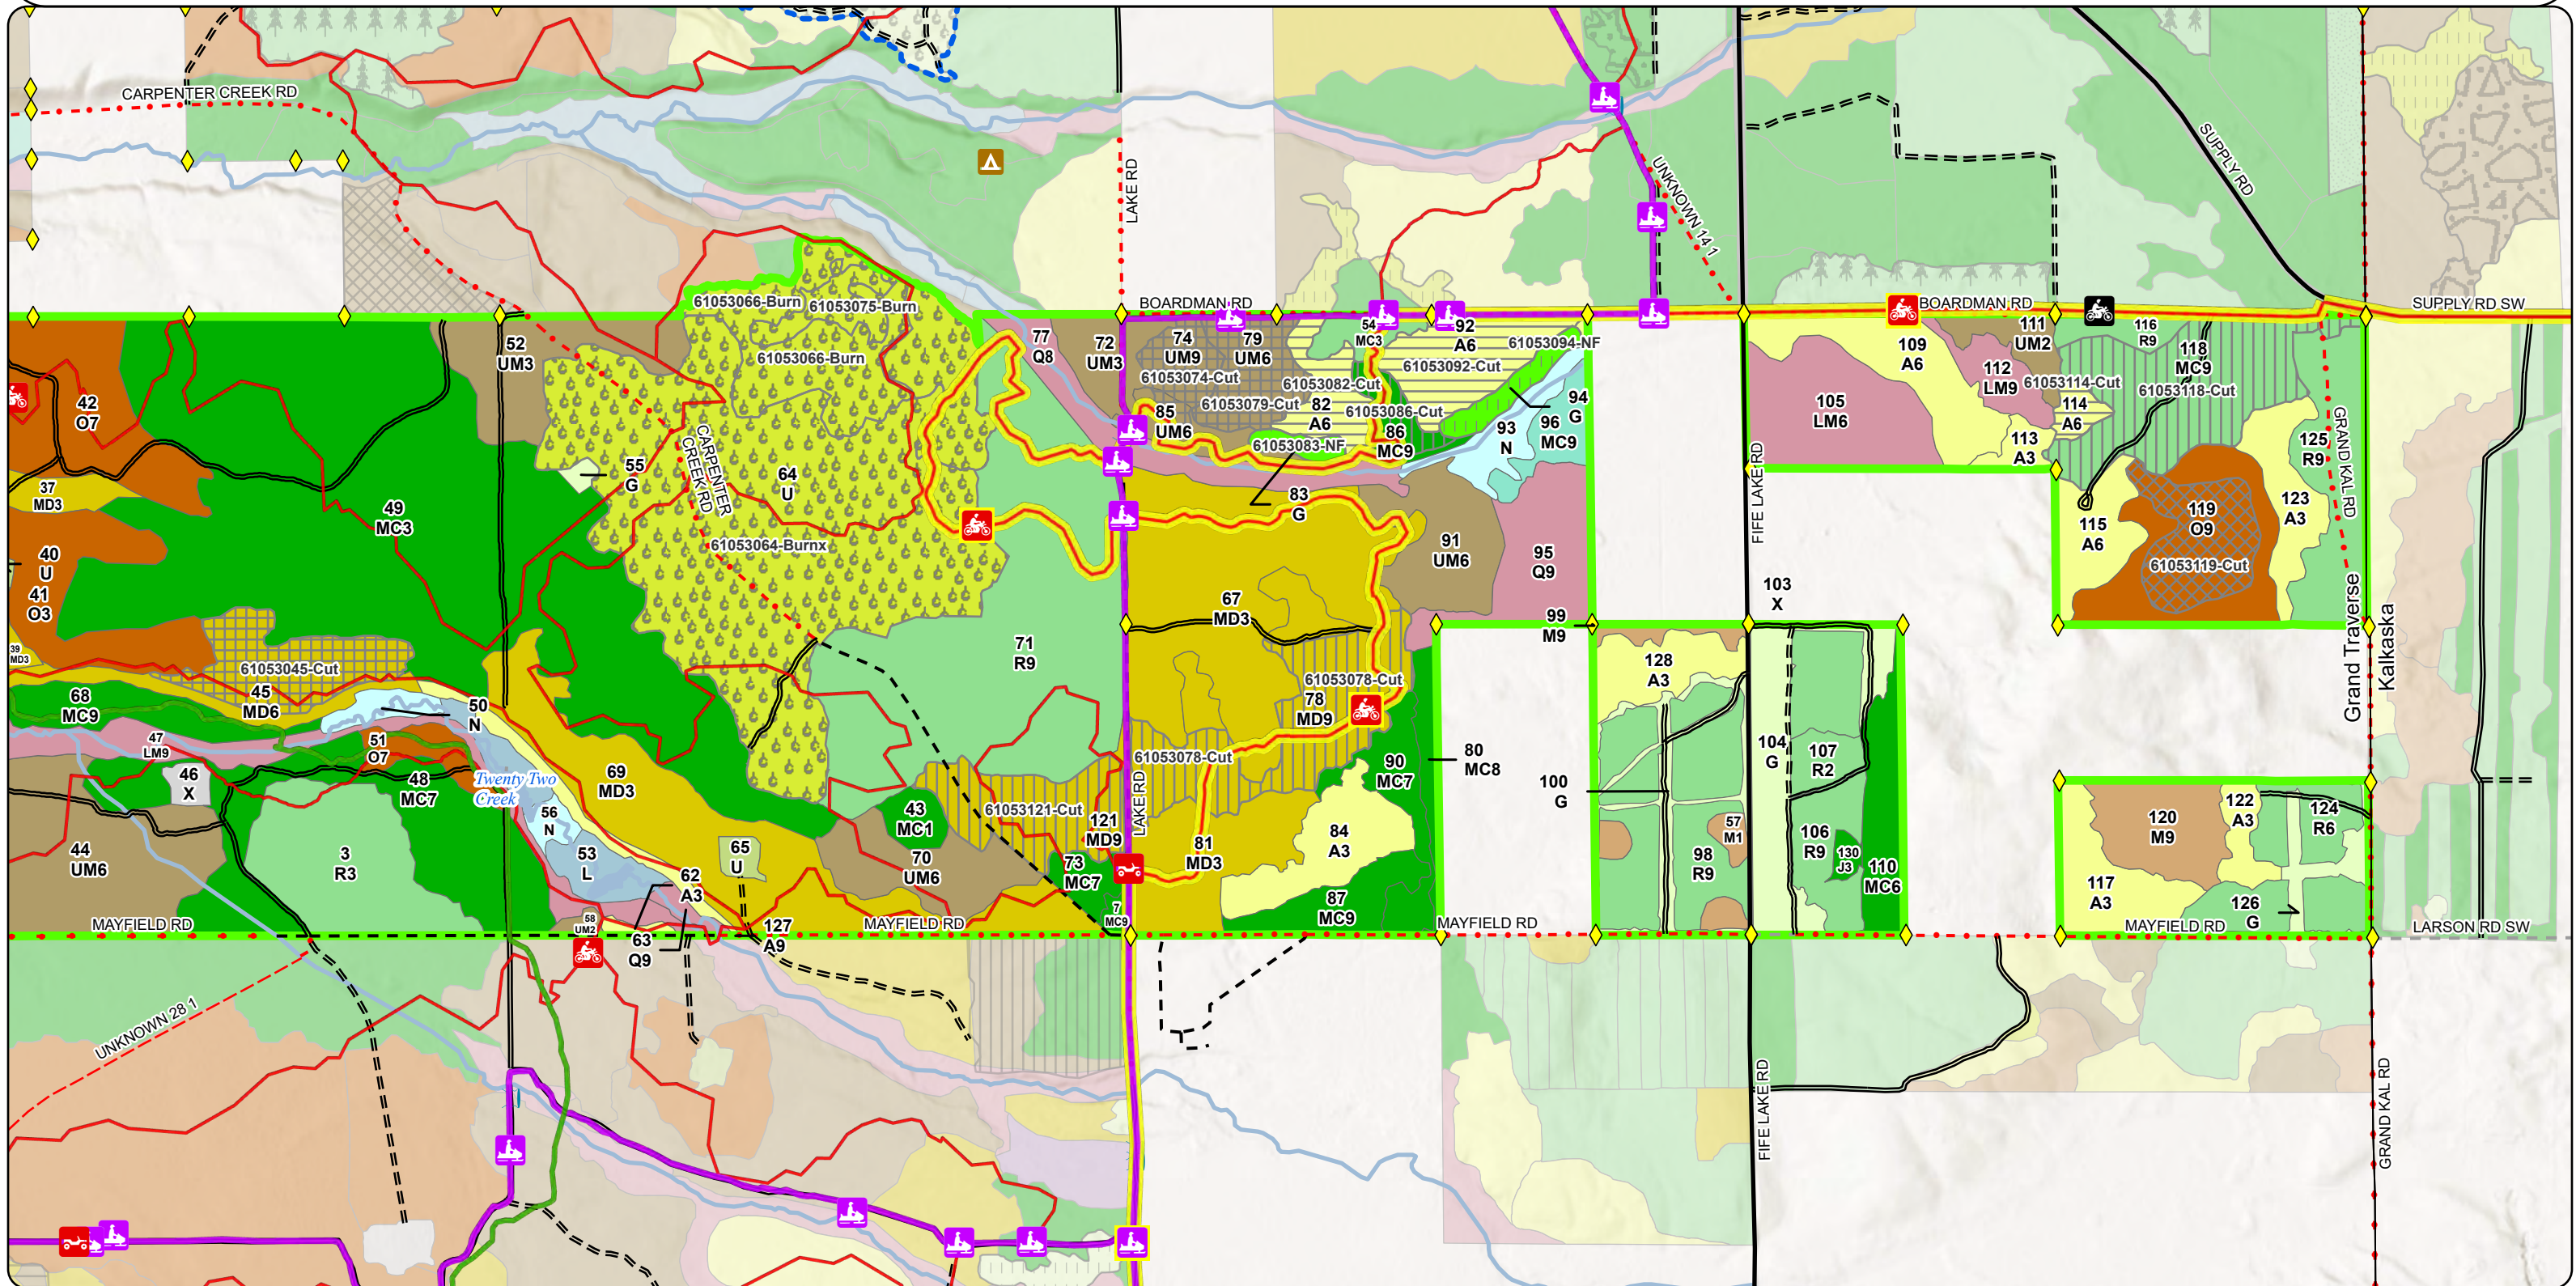 CARPENTER CREEK RD
LAKE RD
UNKNOWN 14 1
SUPPLY RD
61053066-Burn
61053075-Burn
BOARDMAN RD
BOARDMAN RD
SUPPLY RD SW
52
UM3
61053066-Burn
77
Q8
72
UM3
74
UM9
79
UM6
54
MC3
92
A6
61053094-NF
61053092-Cut
61053074-Cut
61053082-Cut
61053079-Cut
61053086-Cut
82
A6
85
UM6
86
MC9
61053083-NF
93
N
94
G
96
MC9
105
LM6
109
A6
111
UM2
116
R9
118
MC9
112
LM9
61053114-Cut
61053118-Cut
114
A6
113
A3
125
R9
GRAND KAL RD
42
O7
37
MD3
49
MC3
55
G
CARPENTER
CREEK RD
64
U
61053064-Burnx
83
G
91
UM6
95
Q9
FIFE LAKE RD
115
A6
119
O9
123
A3
61053119-Cut
40
U
41
O3
39
MD3
67
MD3
99
M9
103
X
Grand Traverse
Kalkaska
61053045-Cut
45
MD6
68
MC9
71
R9
61053078-Cut
78
MD9
128
A3
50
N
47
LM9
51
O7
46
X
48
MC7
Twenty Two
Creek
69
MD3
61053078-Cut
90
MC7
80
MC8
100
G
104
G
107
R2
43
MC1
61053121-Cut
121
MD9
LAKE RD
81
MD3
84
A3
56
N
53
L
65
U
70
UM6
73
MC7
57
M1
98
R9
106
R9
130
J3
110
MC6
120
M9
122
A3
124
R6
44
UM6
3
R3
62
A3
87
MC9
117
A3
126
G
MAYFIELD RD
58
UM2
63
Q9
127
A9
MAYFIELD RD
7
MC9
MAYFIELD RD
MAYFIELD RD
LARSON RD SW
UNKNOWN 28 1
FIFE LAKE RD
GRAND KAL RD